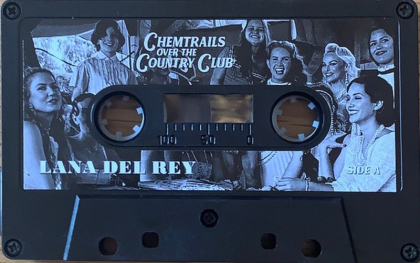 CHEMTRAILS
OVER THE
COUNTRY CLUB
100 50 0
LANA DEL REY
SIDE A